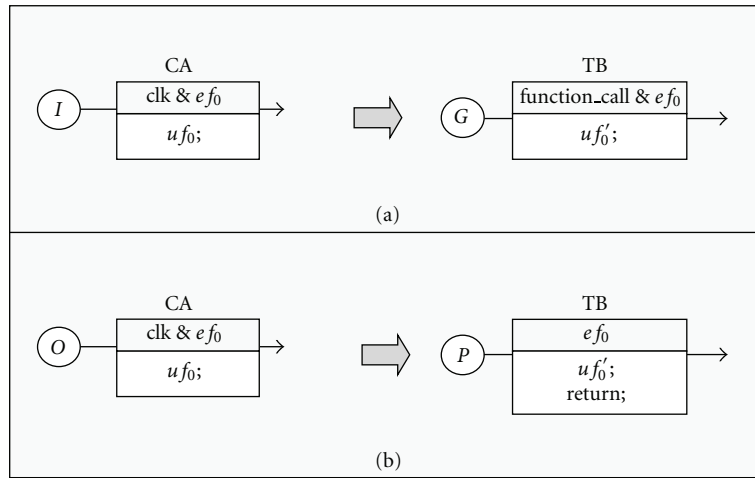 CA
TB
I
clk & ef₀
uf₀;
G
function_call & ef₀
uf₀′;
(a)
CA
TB
O
clk & ef₀
uf₀;
P
ef₀
uf₀′;
return;
(b)